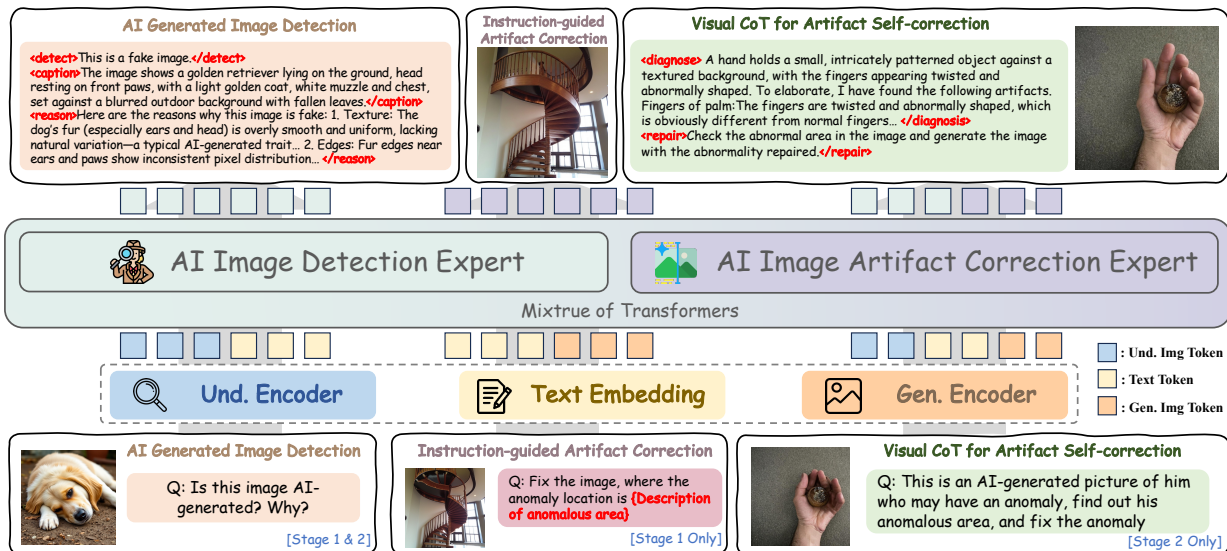 AI Generated Image Detection
<detect>This is a fake image.</detect>
<caption>The image shows a golden retriever lying on the ground, head
resting on front paws, with a light golden coat, white muzzle and chest,
set against a blurred outdoor background with fallen leaves.</caption>
<reason>Here are the reasons why this image is fake: 1. Texture: The
dog's fur (especially ears and head) is overly smooth and uniform, lacking
natural variation—a typical AI-generated trait... 2. Edges: Fur edges near
ears and paws show inconsistent pixel distribution... </reason>
Instruction-guided
Artifact Correction
Visual CoT for Artifact Self-correction
<diagnose> A hand holds a small, intricately patterned object against a
textured background, with the fingers appearing twisted and
abnormally shaped. To elaborate, I have found the following artifacts.
Fingers of palm:The fingers are twisted and abnormally shaped, which
is obviously different from normal fingers... </diagnosis>
<repair>Check the abnormal area in the image and generate the image
with the abnormality repaired.</repair>
AI Image Detection Expert
AI Image Artifact Correction Expert
Mixtrue of Transformers
: Und. Img Token
: Text Token
: Gen. Img Token
Und. Encoder
Text Embedding
Gen. Encoder
AI Generated Image Detection
Q: Is this image AI-
generated? Why?
[Stage 1 & 2]
Instruction-guided Artifact Correction
Q: Fix the image, where the
anomaly location is {Description
of anomalous area}
[Stage 1 Only]
Visual CoT for Artifact Self-correction
Q: This is an AI-generated picture of him
who may have an anomaly, find out his
anomalous area, and fix the anomaly
[Stage 2 Only]